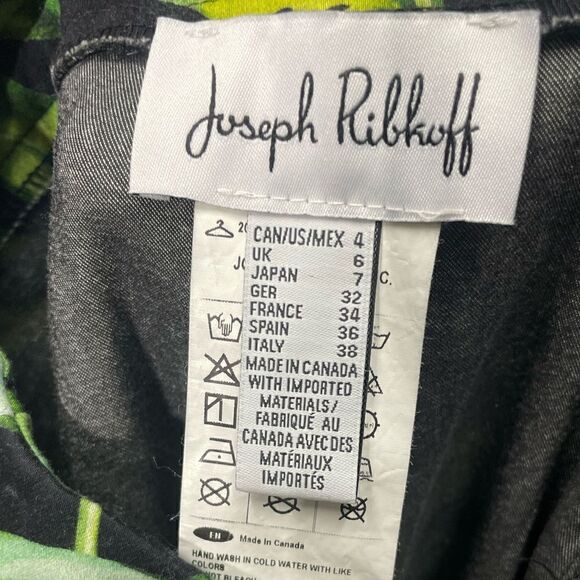 Joseph Ribkoff
CAN/US/MEX 4
UK 6
JAPAN 7
GER 32
FRANCE 34
SPAIN 36
ITALY 38
MADE IN CANADA
WITH IMPORTED
MATERIALS/
FABRIQUÉ AU
CANADA AVEC DES
MATÉRIAUX
IMPORTÉS
C.
EN Made in Canada
HAND WASH IN COLD WATER WITH LIKE
COLORS
NOT BLEACH